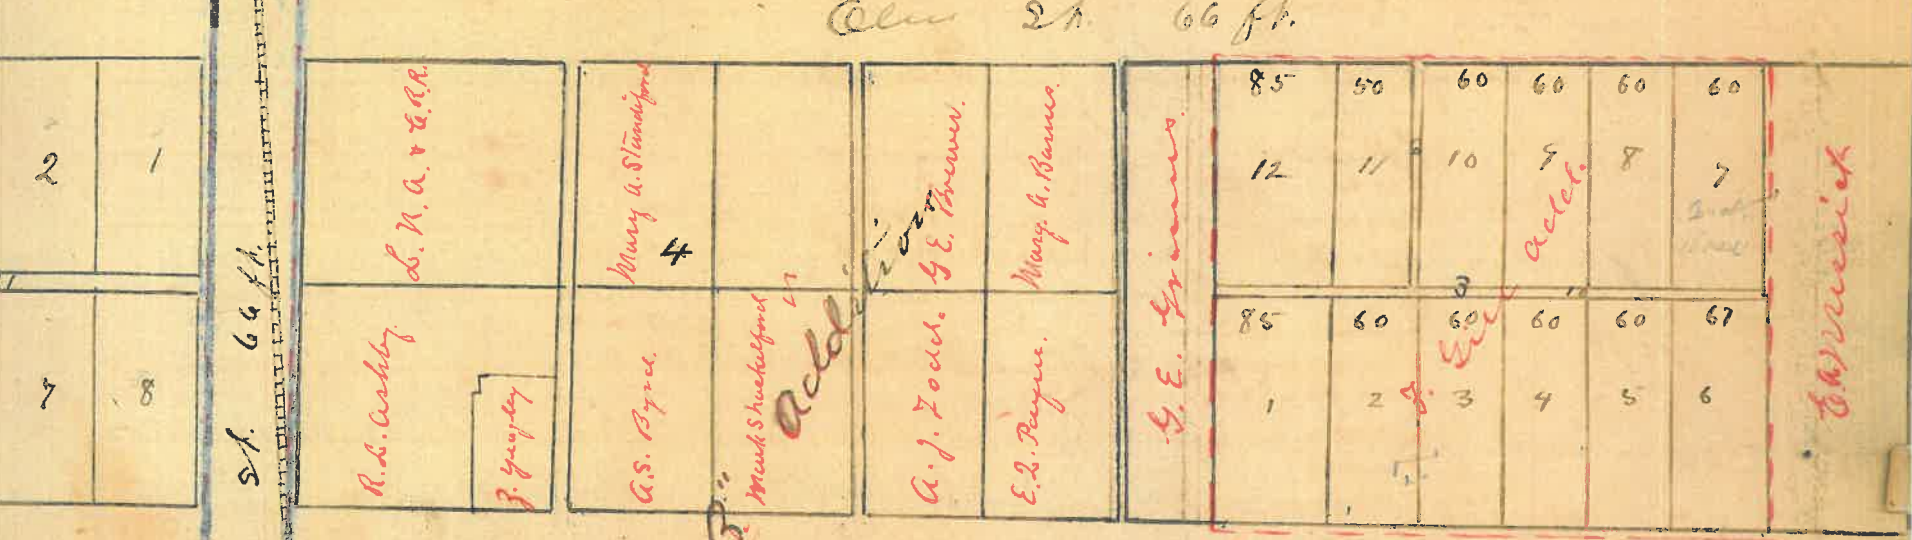 Elm St. 66 ft.
2 1
7 8
St. 66 ft.
L. N. A. & C. R. R.
R. L. Ashby.
Z. Yeagley
Mary A. Standiford
4
A. S. Byrd.
Mark Shackelford
Addition
G. E. Brewer.
Mary A. Barnes.
A. J. Todd.
E. L. Payne.
G. E. Grimes.
85 50 60 60 60 60
12 11 10 9 8 7
Add.
3
85 60 60 60 60 67
1 2 3 4 5 6